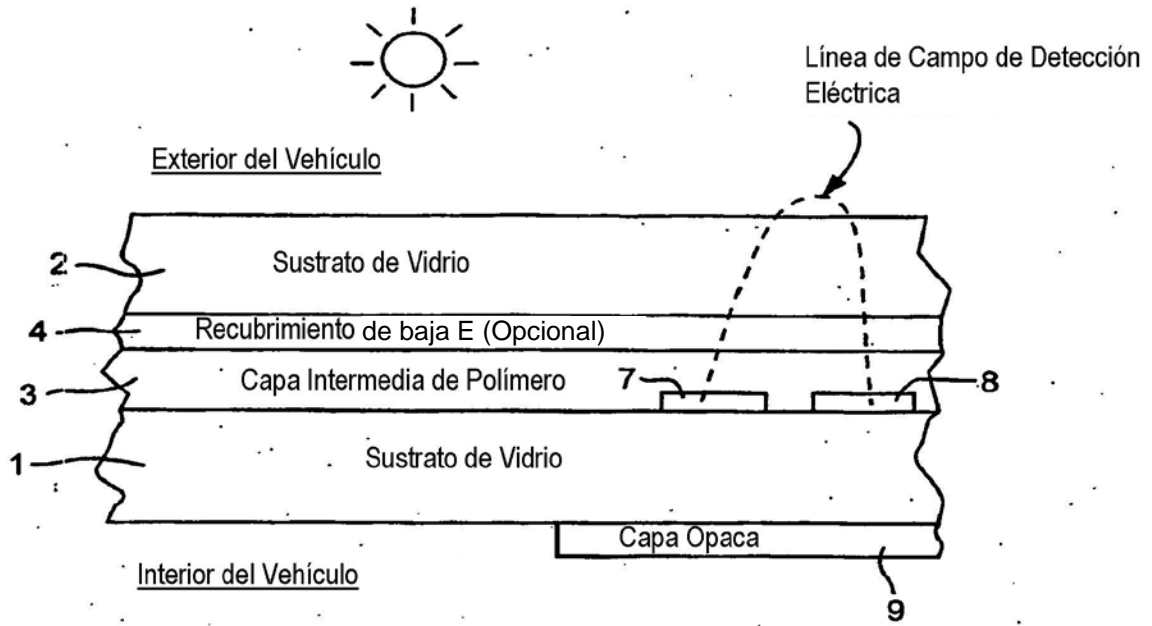 Línea de Campo de Detección
Eléctrica
Exterior del Vehículo
2
Sustrato de Vidrio
4
Recubrimiento de baja E (Opcional)
3
Capa Intermedia de Polímero
7
8
1
Sustrato de Vidrio
Capa Opaca
Interior del Vehículo
9